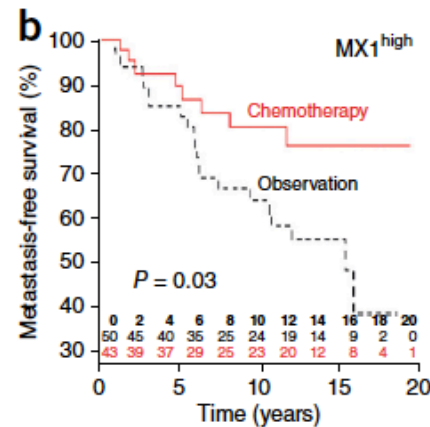 b
MX1high
Metastasis-free survival (%)
100
90
80
70
60
50
40
30
Chemotherapy
Observation
P = 0.03
0 2 4 6 8 10 12 14 16 18 20
50 45 40 35 25 24 19 14 9 2 0
43 39 37 29 25 23 20 12 8 4 1
0 5 10 15 20
Time (years)